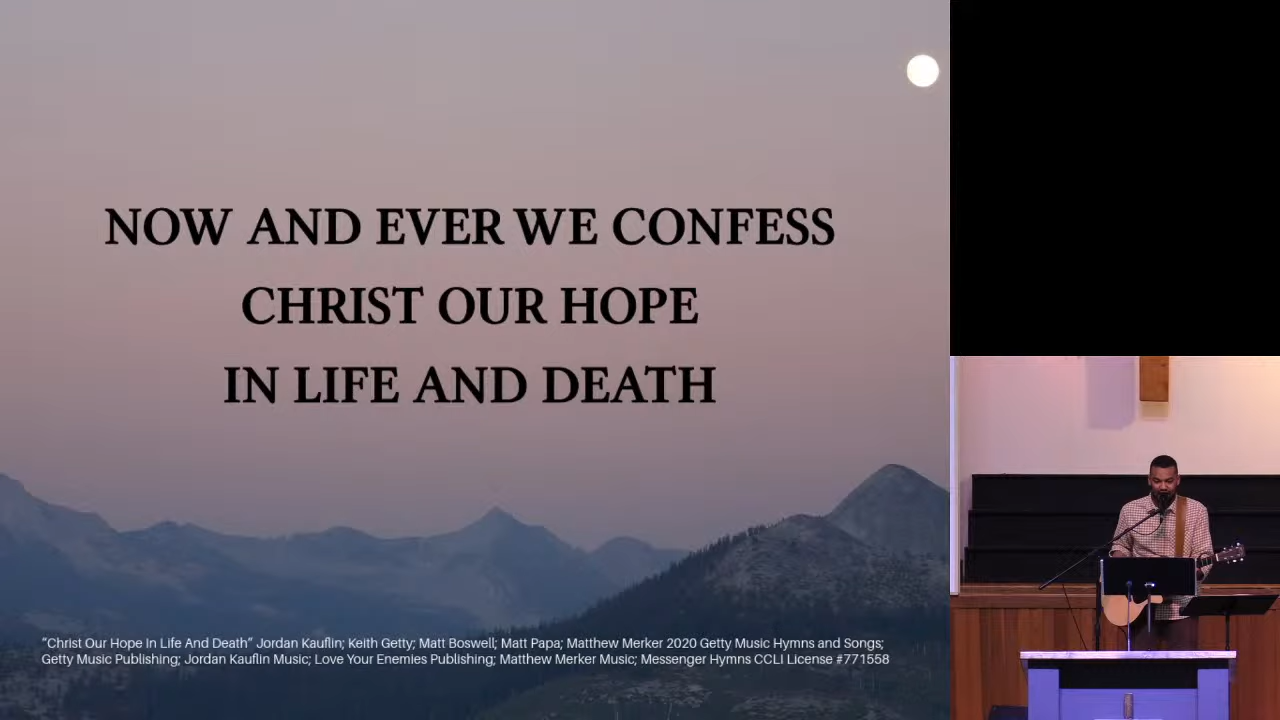 NOW AND EVER WE CONFESS
CHRIST OUR HOPE
IN LIFE AND DEATH
“Christ Our Hope In Life And Death” Jordan Kauflin; Keith Getty; Matt Boswell; Matt Papa; Matthew Merker 2020 Getty Music Hymns and Songs;
Getty Music Publishing; Jordan Kauflin Music; Love Your Enemies Publishing; Matthew Merker Music; Messenger Hymns CCLI License #771558